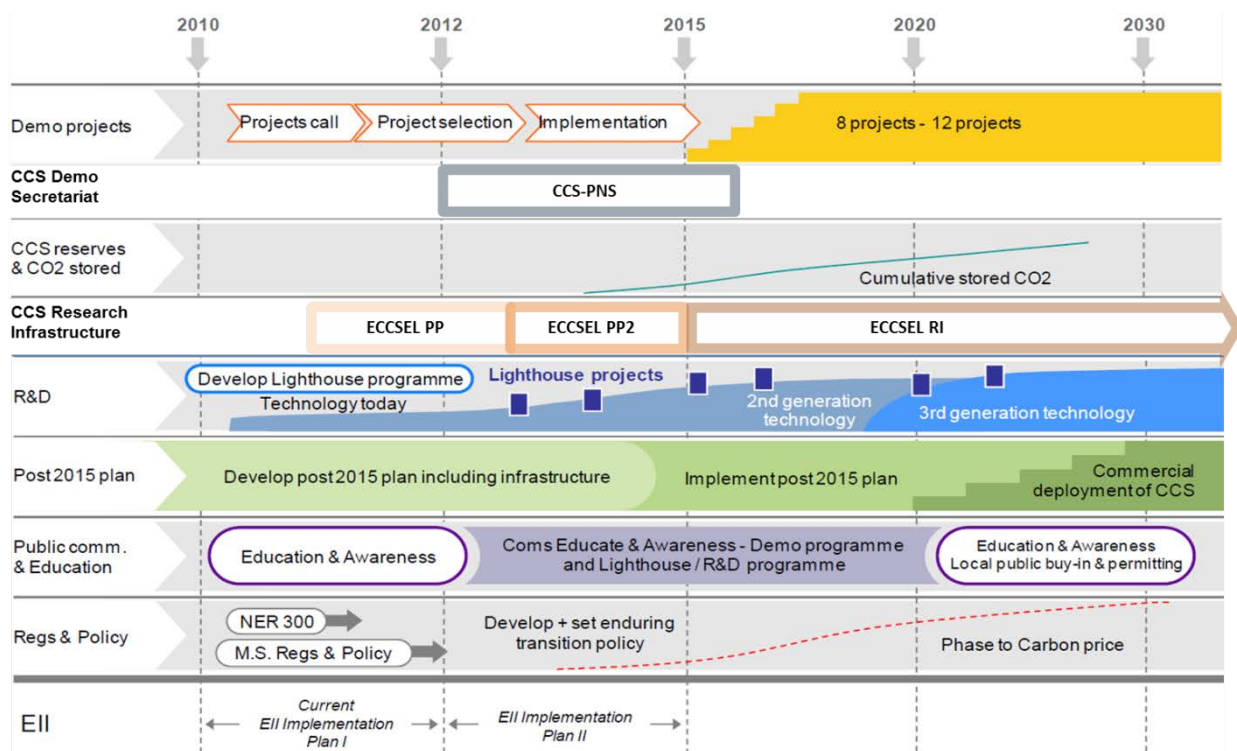 2010 2012 2015 2020 2030
Demo projects
Projects call
Project selection
Implementation
8 projects - 12 projects
CCS Demo
Secretariat
CCS-PNS
CCS reserves
& CO2 stored
Cumulative stored CO2
CCS Research
Infrastructure
ECCSEL PP
ECCSEL PP2
ECCSEL RI
R&D
Develop Lighthouse programme
Technology today
Lighthouse projects
2nd generation
technology
3rd generation technology
Post 2015 plan
Develop post 2015 plan including infrastructure
Implement post 2015 plan
Commercial
deployment of CCS
Public comm.
& Education
Education & Awareness
Coms Educate & Awareness - Demo programme
and Lighthouse / R&D programme
Education & Awareness
Local public buy-in & permitting
Regs & Policy
NER 300
M.S. Regs & Policy
Develop + set enduring
transition policy
Phase to Carbon price
EII
Current
EII Implementation
Plan I
EII Implementation
Plan II